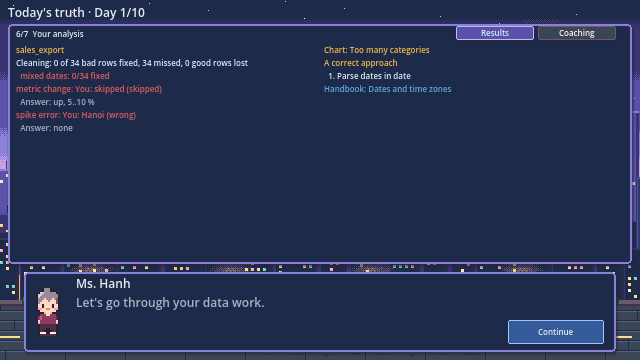 Today's truth · Day 1/10
6/7 Your analysis
Results
Coaching
sales_export
Cleaning: 0 of 34 bad rows fixed, 34 missed, 0 good rows lost
mixed dates: 0/34 fixed
metric change: You: skipped (skipped)
Answer: up, 5..10 %
spike error: You: Hanoi (wrong)
Answer: none
Chart: Too many categories
A correct approach
1. Parse dates in date
Handbook: Dates and time zones
Ms. Hanh
Let's go through your data work.
Continue